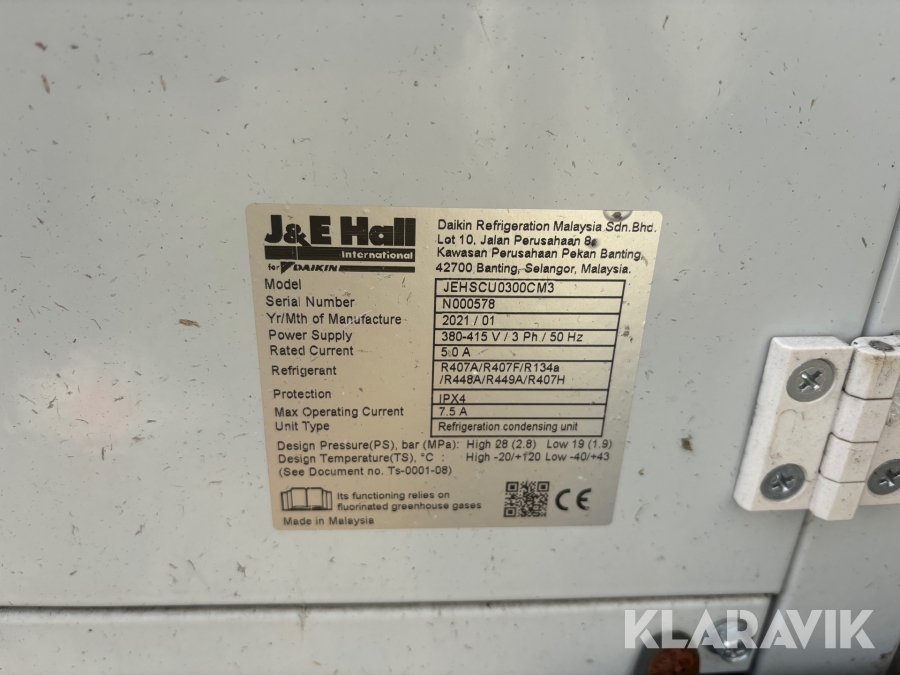 J&E Hall
International
for DAIKIN
Daikin Refrigeration Malaysia Sdn.Bhd.
Lot 10, Jalan Perusahaan 8,
Kawasan Perusahaan Pekan Banting,
42700 Banting, Selangor, Malaysia.
Model JEHSCU0300CM3
Serial Number N000578
Yr/Mth of Manufacture 2021 / 01
Power Supply 380-415 V / 3 Ph / 50 Hz
Rated Current 5.0 A
Refrigerant R407A/R407F/R134a
/R448A/R449A/R407H
Protection IPX4
Max Operating Current 7.5 A
Unit Type Refrigeration condensing unit
Design Pressure(PS), bar (MPa): High 28 (2.8) Low 19 (1.9)
Design Temperature(TS), °C : High -20/+120 Low -40/+43
(See Document no. Ts-0001-08)
Its functioning relies on
fluorinated greenhouse gases
CE
Made in Malaysia
KLARAVIK